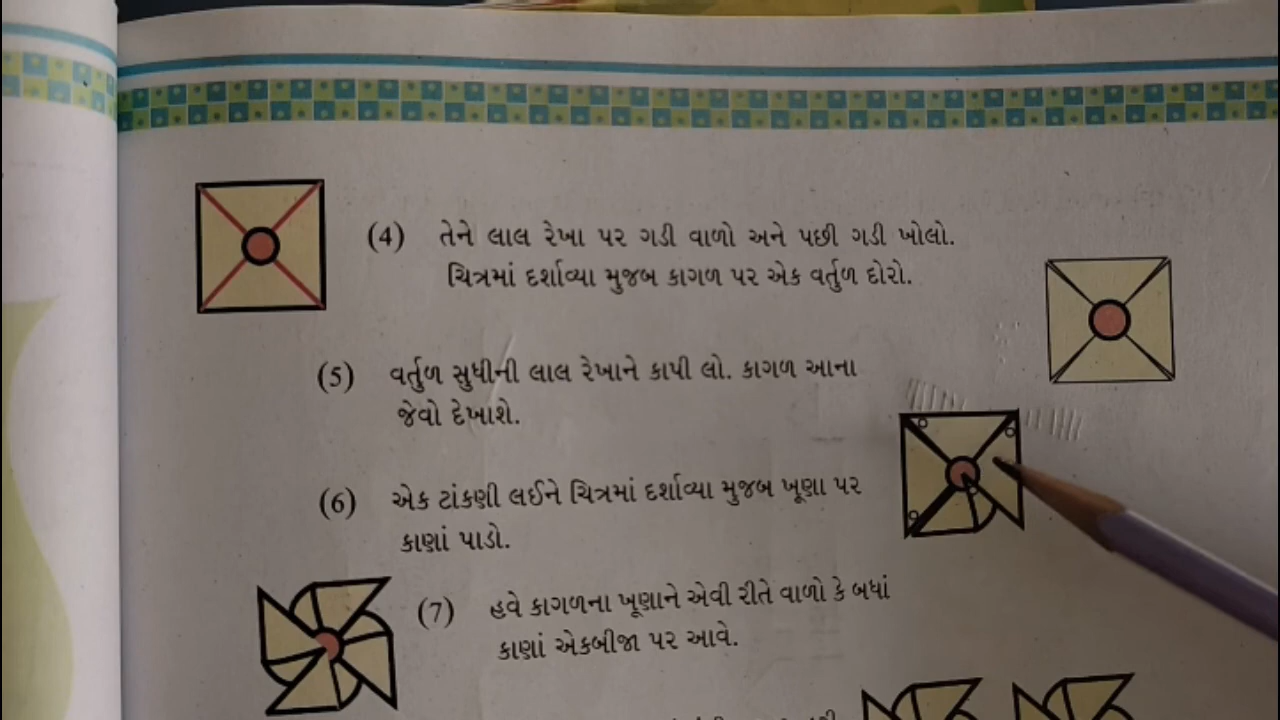 (4) તેને લાલ રેખા પર ગડી વાળો અને પછી ગડી ખોલો.
ચિત્રમાં દર્શાવ્યા મુજબ કાગળ પર એક વર્તુળ દોરો.
(5) વર્તુળ સુધીની લાલ રેખાને કાપી લો. કાગળ આના
જેવો દેખાશે.
(6) એક ટાંકણી લઈને ચિત્રમાં દર્શાવ્યા મુજબ ખૂણા પર
કાણાં પાડો.
(7) હવે કાગળના ખૂણાને એવી રીતે વાળો કે બધાં
કાણાં એકબીજા પર આવે.